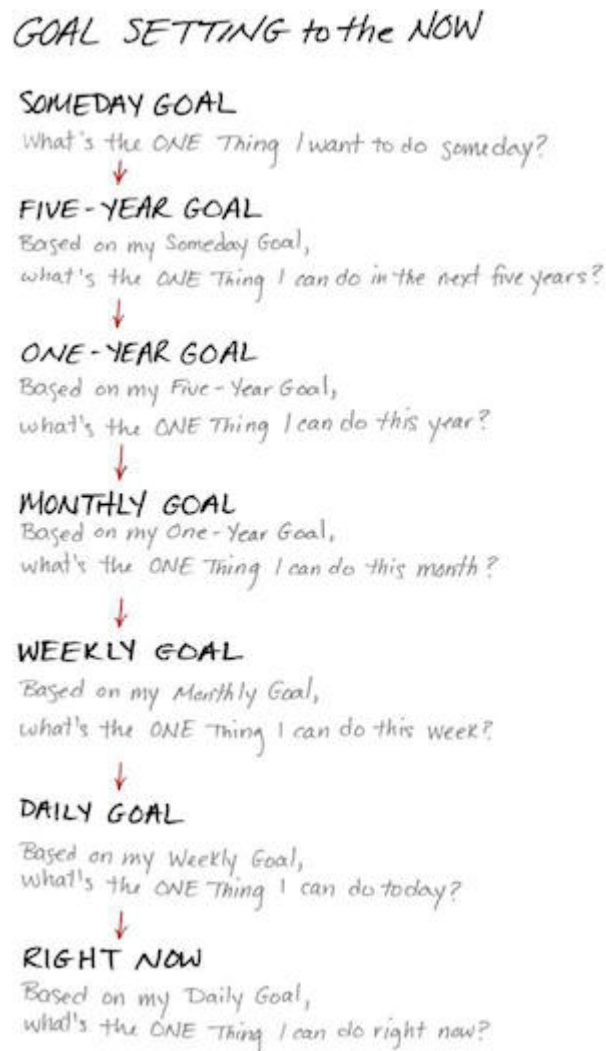 GOAL SETTING to the NOW
SOMEDAY GOAL
What's the ONE Thing I want to do someday?
FIVE-YEAR GOAL
Based on my Someday Goal,
what's the ONE Thing I can do in the next five years?
ONE-YEAR GOAL
Based on my Five-Year Goal,
what's the ONE Thing I can do this year?
MONTHLY GOAL
Based on my One-Year Goal,
what's the ONE Thing I can do this month?
WEEKLY GOAL
Based on my Monthly Goal,
what's the ONE Thing I can do this week?
DAILY GOAL
Based on my Weekly Goal,
what's the ONE Thing I can do today?
RIGHT NOW
Based on my Daily Goal,
what's the ONE Thing I can do right now?